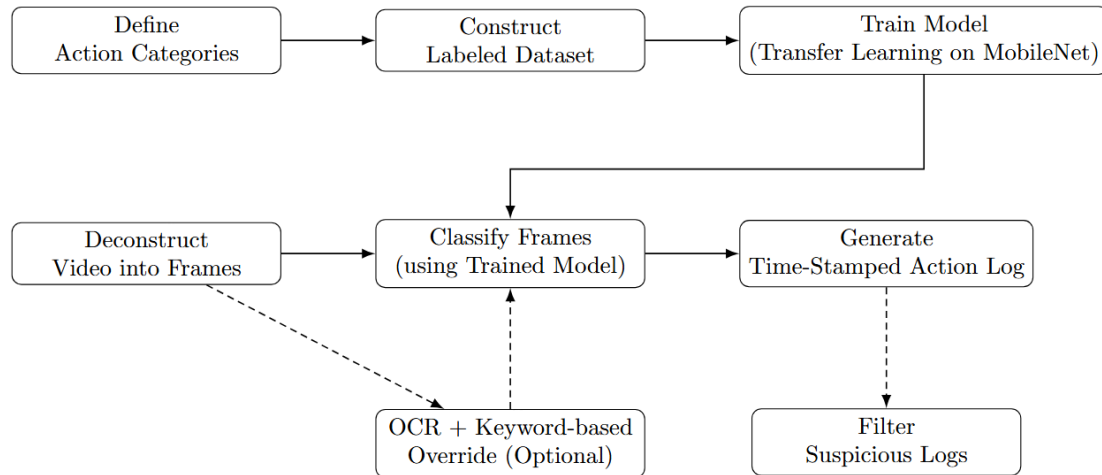 Define
Action Categories
Construct
Labeled Dataset
Train Model
(Transfer Learning on MobileNet)
Deconstruct
Video into Frames
Classify Frames
(using Trained Model)
Generate
Time-Stamped Action Log
OCR + Keyword-based
Override (Optional)
Filter
Suspicious Logs